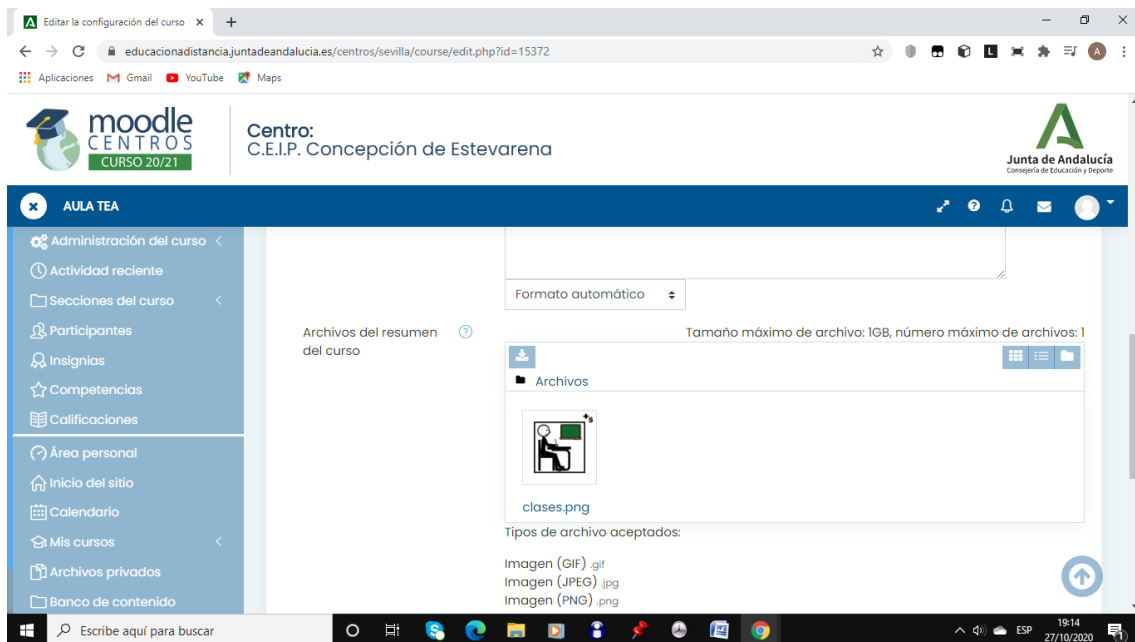 Editar la configuración del curso
educacionadistancia.juntadeandalucia.es/centros/sevilla/course/edit.php?id=15372
A
Aplicaciones Gmail YouTube Maps
moodle
CENTROS
CURSO 20/21
Centro:
C.E.I.P. Concepción de Estevarena
Junta de Andalucía
Consejería de Educación y Deporte
AULA TEA
Administración del curso
Actividad reciente
Secciones del curso
Participantes
Insignias
Competencias
Calificaciones
Área personal
Inicio del sitio
Calendario
Mis cursos
Archivos privados
Banco de contenido
Formato automático
Archivos del resumen
del curso
Tamaño máximo de archivo: 1GB, número máximo de archivos: 1
Archivos
+s
clases.png
Tipos de archivo aceptados:
Imagen (GIF) .gif
Imagen (JPEG) .jpg
Imagen (PNG) .png
Escribe aquí para buscar
ESP
19:14
27/10/2020